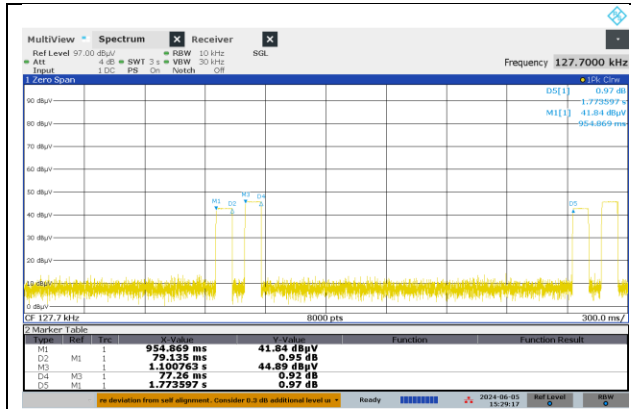 MultiView Spectrum X Receiver X
Ref Level 97.00 dBµV RBW 10 kHz SGL
Att 4 dB SWT 3 s VBW 30 kHz Frequency 127.7000 kHz
Input 1 DC PS On Notch Off
1 Zero Span 1Pk Clrw
D5[1] 0.97 dB
1.773597 s
M1[1] 41.84 dBµV
954.869 ms
90 dBµV
80 dBµV
70 dBµV
60 dBµV
50 dBµV
M1 D2 M3 D4 D5
40 dBµV
30 dBµV
20 dBµV
10 dBµV
0 dBµV
CF 127.7 kHz 8000 pts 300.0 ms/
2 Marker Table
Type Ref Trc X-Value Y-Value Function Function Result
M1 1 954.869 ms 41.84 dBµV
D2 M1 1 79.135 ms 0.95 dB
M3 1 1.100763 s 44.89 dBµV
D4 M3 1 77.26 ms 0.92 dB
D5 M1 1 1.773597 s 0.97 dB
re deviation from self alignment. Consider 0.3 dB additional level u Ready 2024-06-05 Ref Level RBW
15:29:17